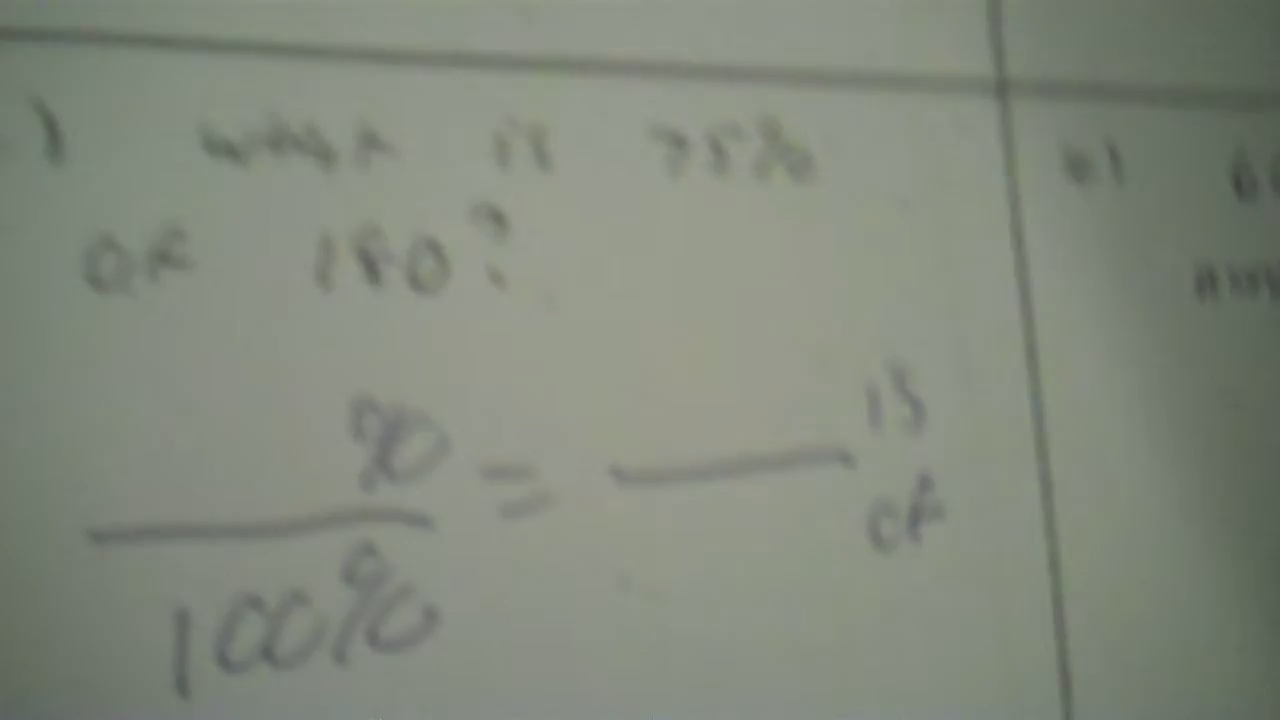 ) what is 75%
of 180?
% = is
100% of
a)